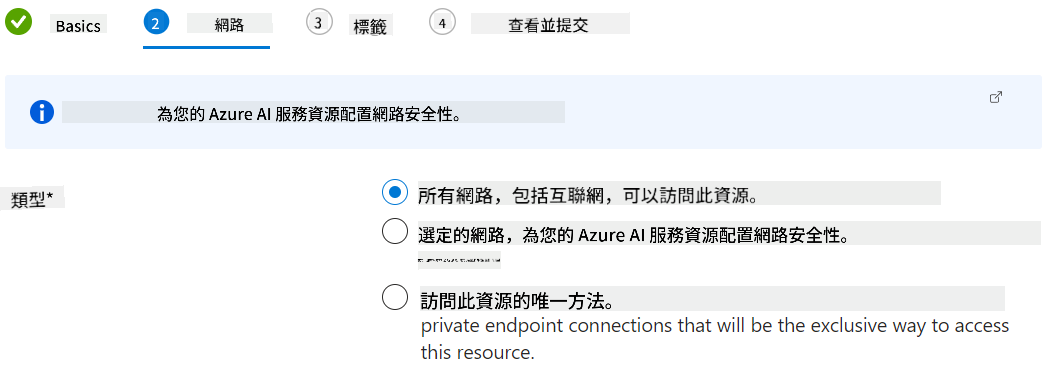 Basics 2 網路 3 標籤 4 查看並提交
為您的 Azure AI 服務資源配置網路安全性。
類型*
所有網路，包括互聯網，可以訪問此資源。
選定的網路，為您的 Azure AI 服務資源配置網路安全性。
訪問此資源的唯一方法。
private endpoint connections that will be the exclusive way to access
this resource.